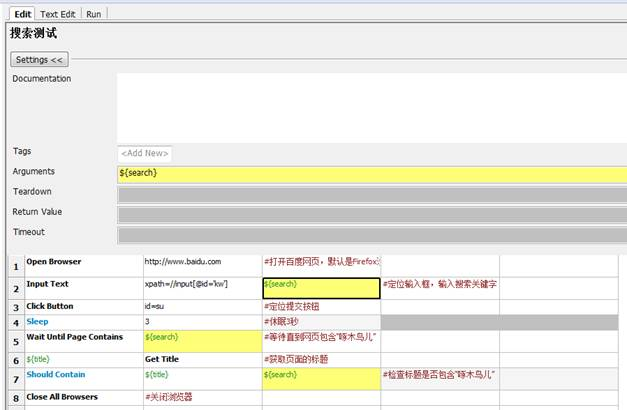 Edit Text Edit Run
搜索测试
Settings <<
Documentation
Tags <Add New>
Arguments ${search}
Teardown
Return Value
Timeout
1 Open Browser http://www.baidu.com #打开百度网页，默认是Firefox
2 Input Text xpath=//input[@id='kw'] ${search} #定位输入框，输入搜索关键字
3 Click Button id=su #定位提交按钮
4 Sleep 3 #休眠3秒
5 Wait Until Page Contains ${search} #等待直到网页包含"啄木鸟儿"
6 ${title} Get Title #获取页面的标题
7 Should Contain ${title} ${search} #检查标题是否包含"啄木鸟儿"
8 Close All Browsers #关闭浏览器